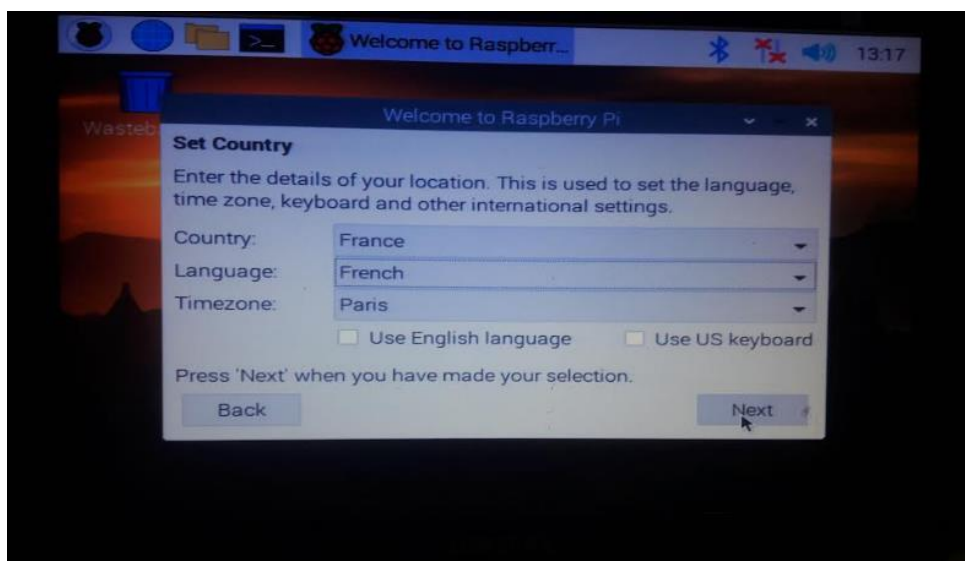 Welcome to Raspberr...
13:17
Welcome to Raspberry Pi
Set Country
Enter the details of your location. This is used to set the language,
time zone, keyboard and other international settings.
Country: France
Language: French
Timezone: Paris
Use English language Use US keyboard
Press 'Next' when you have made your selection.
Back Next